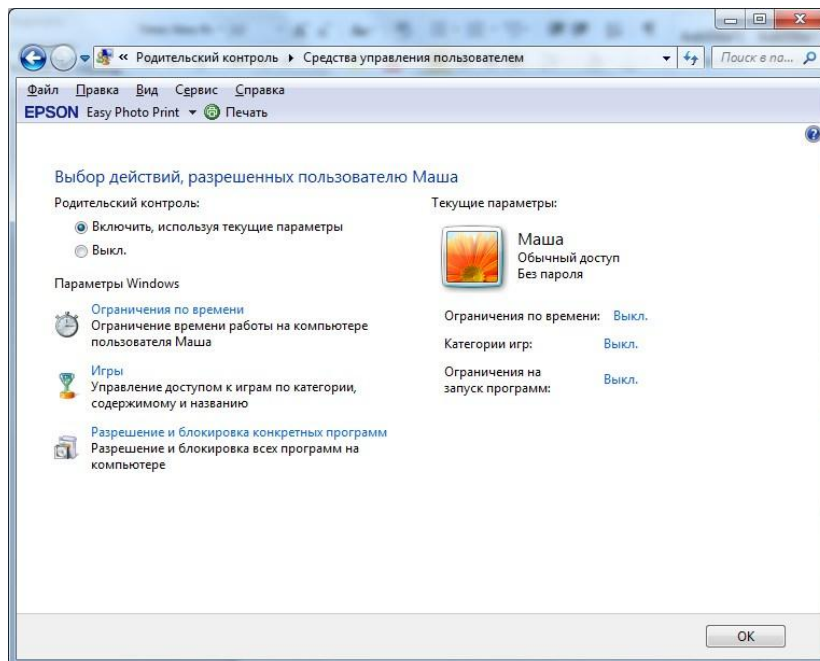 « Родительский контроль ▸ Средства управления пользователем
Поиск в па...
Файл Правка Вид Сервис Справка
EPSON Easy Photo Print Печать
Выбор действий, разрешенных пользователю Маша
Родительский контроль:
Включить, используя текущие параметры
Выкл.
Параметры Windows
Ограничения по времени
Ограничение времени работы на компьютере
пользователя Маша
Игры
Управление доступом к играм по категории,
содержимому и названию
Разрешение и блокировка конкретных программ
Разрешение и блокировка всех программ на
компьютере
Текущие параметры:
Маша
Обычный доступ
Без пароля
Ограничения по времени: Выкл.
Категории игр: Выкл.
Ограничения на
запуск программ: Выкл.
OK